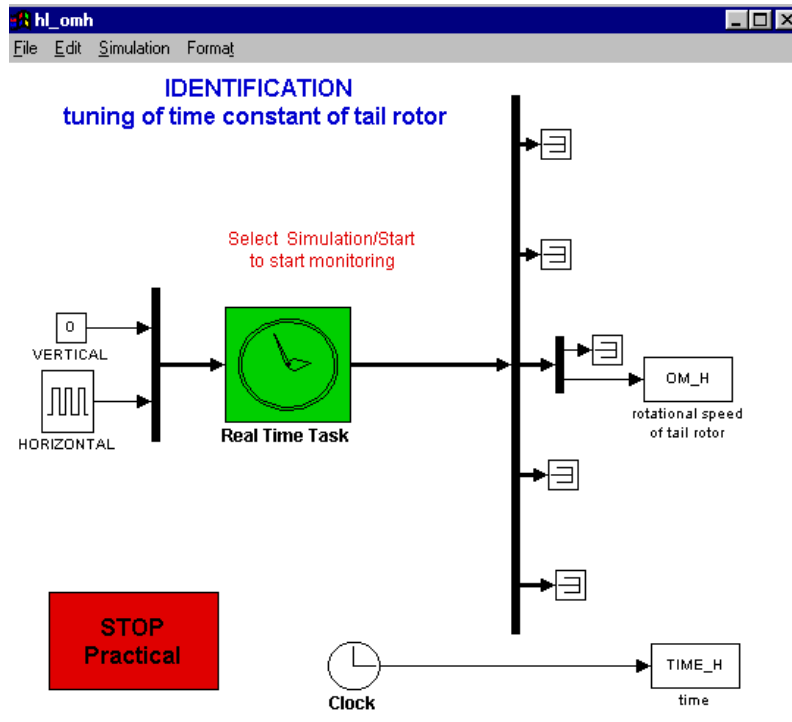 hl_omh
File Edit Simulation Format
IDENTIFICATION
tuning of time constant of tail rotor
Select Simulation/Start
to start monitoring
0
VERTICAL
HORIZONTAL
Real Time Task
OM_H
rotational speed
of tail rotor
STOP
Practical
Clock
TIME_H
time